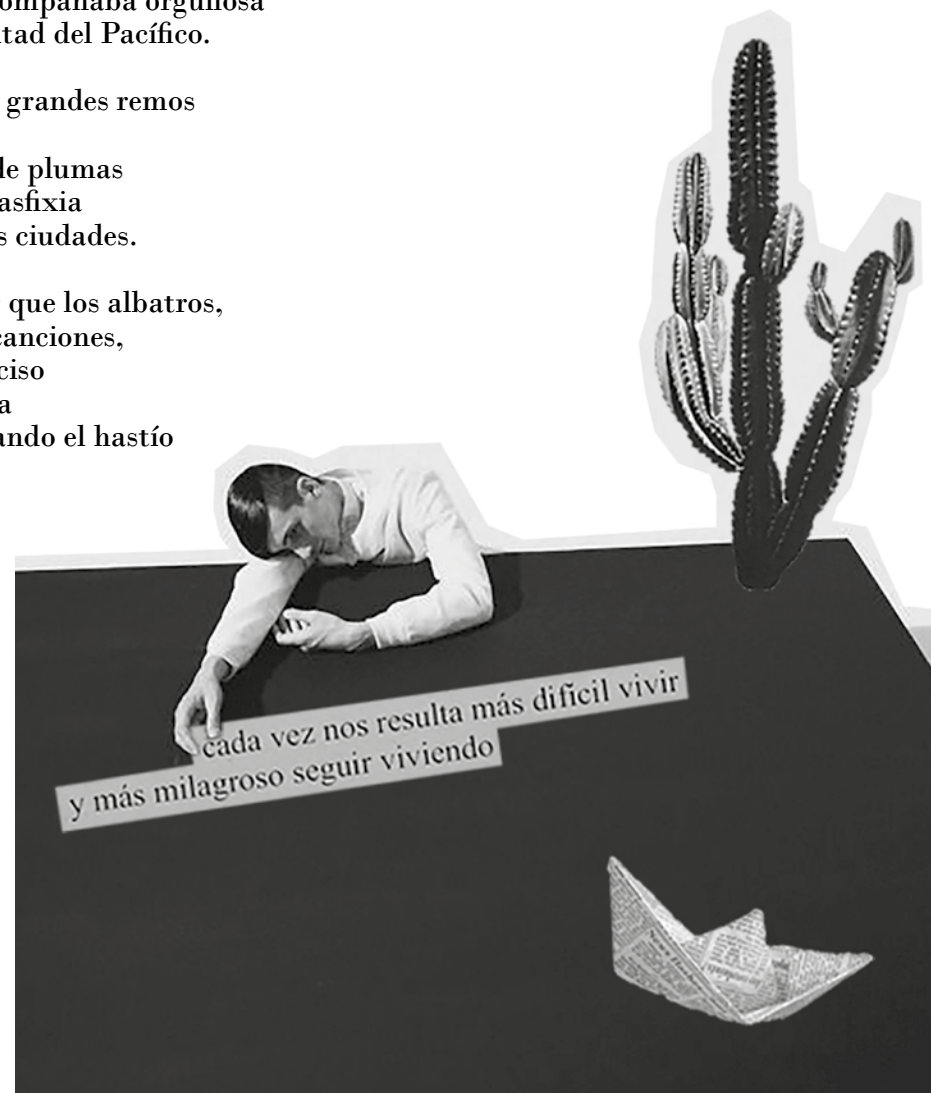 ompañaba orgullosa
tad del Pacífico.
grandes remos
de plumas
asfixia
s ciudades.
que los albatros,
canciones,
ciso
a
ando el hastío
cada vez nos resulta más difícil vivir
y más milagroso seguir viviendo